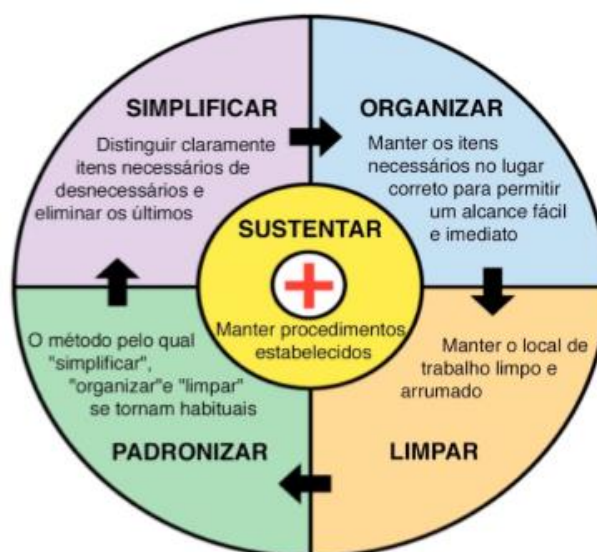 SIMPLIFICAR
Distinguir claramente
itens necessários de
desnecessários e
eliminar os últimos
ORGANIZAR
Manter os itens
necessários no lugar
correto para permitir
um alcance fácil
e imediato
SUSTENTAR
Manter procedimentos
estabelecidos
O método pelo qual
"simplificar",
"organizar"e "limpar"
se tornam habituais
PADRONIZAR
Manter o local de
trabalho limpo e
arrumado
LIMPAR